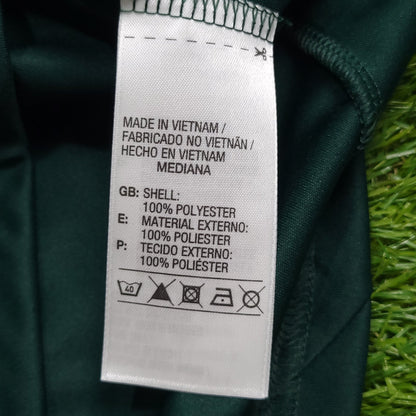 MADE IN VIETNAM /
FABRICADO NO VIETNÃN /
HECHO EN VIETNAM
MEDIANA
GB: SHELL:
100% POLYESTER
E: MATERIAL EXTERNO:
100% POLIESTER
P: TECIDO EXTERNO:
100% POLIÉSTER
40